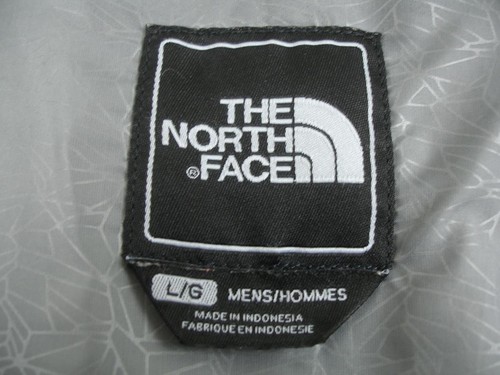 THE
NORTH
® FACE
L/G MENS/HOMMES
MADE IN INDONESIA
FABRIQUE EN INDONESIE